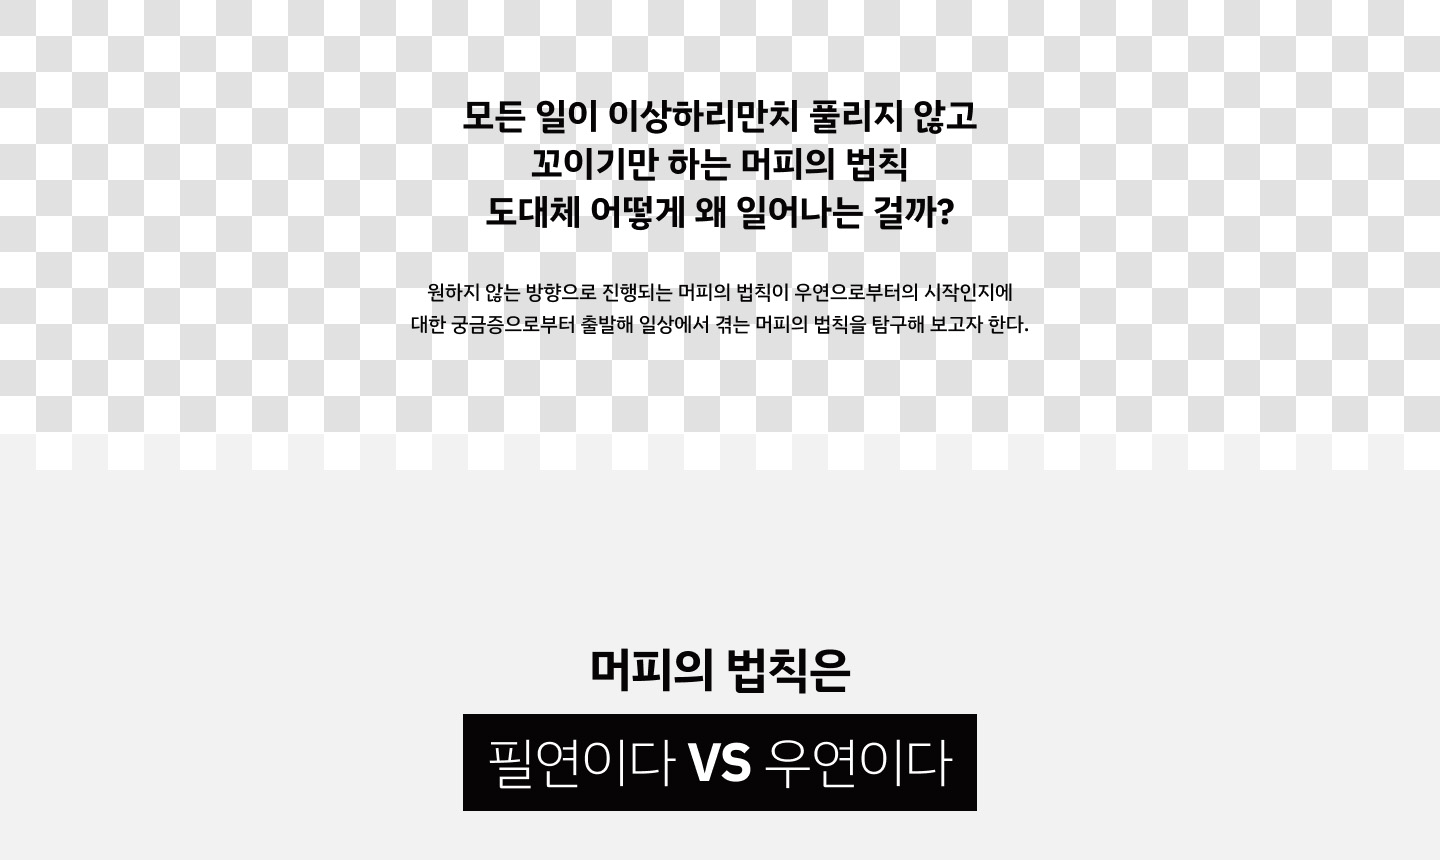 모든 일이 이상하리만치 풀리지 않고
꼬이기만 하는 머피의 법칙
도대체 어떻게 왜 일어나는 걸까?
원하지 않는 방향으로 진행되는 머피의 법칙이 우연으로부터의 시작인지에
대한 궁금증으로부터 출발해 일상에서 겪는 머피의 법칙을 탐구해 보고자 한다.
머피의 법칙은
필연이다 VS 우연이다